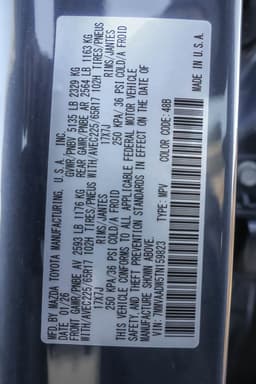 MFD. BY MAZDA TOYOTA MANUFACTURING, U.S.A., INC.
01/26 GVWR/PNBV 5135 LB 2329 KG
FRONT GAWR/PNBE AV 2593 LB 1176 KG REAR GAWR/PNBE AR 2564 LB 1163 KG
WITH/AVEC225/65R17 102H TIRES/PNEUS WITH/AVEC225/65R17 102H TIRES/PNEUS
17X7J RIMS/JANTES 17X7J RIMS/JANTES
250 KPA/36 PSI COLD/A FROID 250 KPA/ 36 PSI COLD/A FROID
THIS VEHICLE CONFORMS TO ALL APPLICABLE FEDERAL MOTOR VEHICLE
SAFETY AND THEFT PREVENTION STANDARDS IN EFFECT ON THE DATE OF
MANUFACTURE SHOWN ABOVE.
7MMVAADW5TN159823 TYPE: MPV
COLOR CODE: 48B
MADE IN U.S.A.